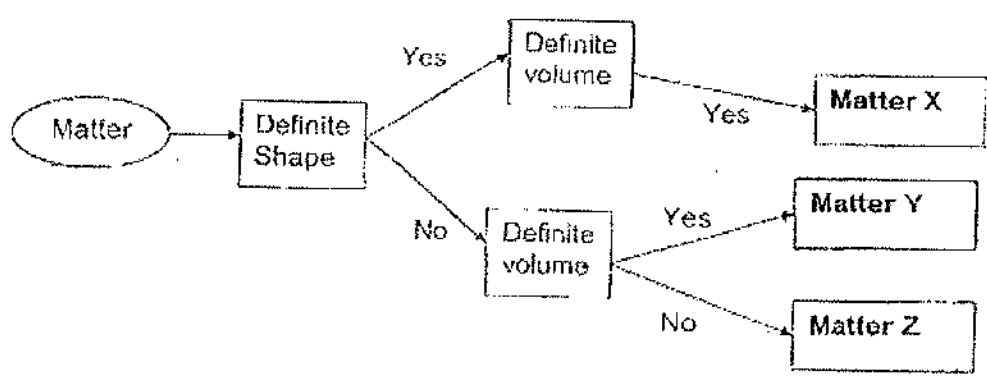 Matter
Definite
Shape
Yes
Definite
volume
Yes
Matter X
No
Definite
volume
Yes
Matter Y
No
Matter Z